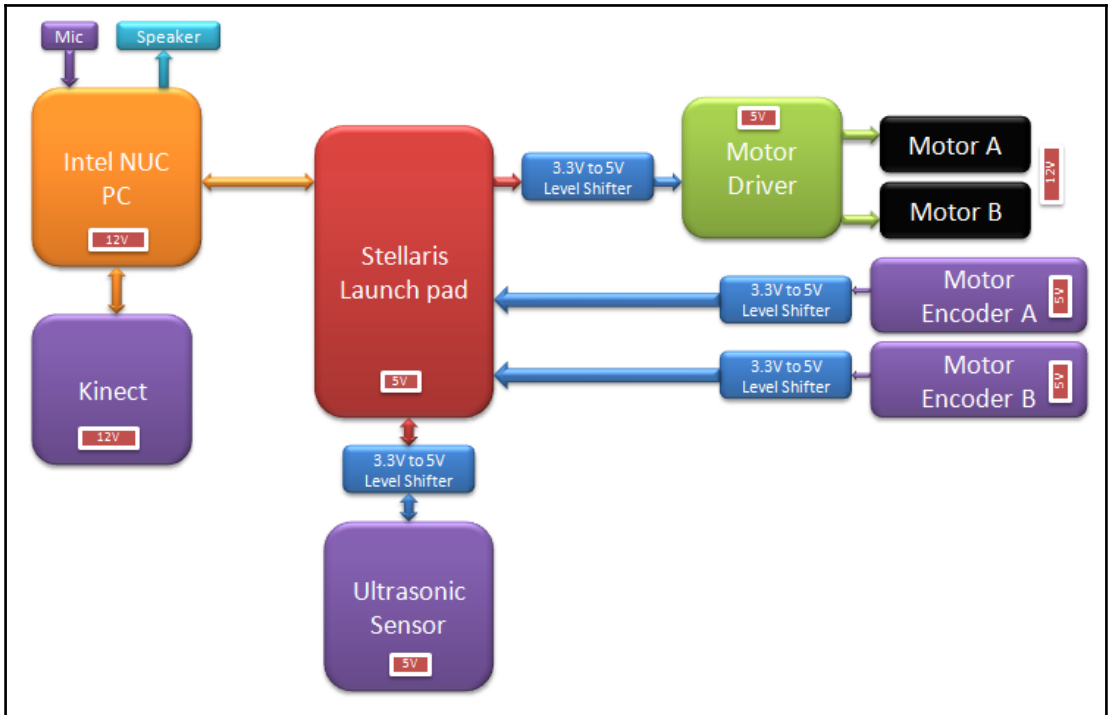 Mic
Speaker
Intel NUC
PC
12V
Kinect
12V
Stellaris
Launch pad
5V
3.3V to 5V
Level Shifter
5V
Motor
Driver
Motor A
Motor B
12V
3.3V to 5V
Level Shifter
Motor
Encoder A
5V
3.3V to 5V
Level Shifter
Motor
Encoder B
5V
3.3V to 5V
Level Shifter
Ultrasonic
Sensor
5V